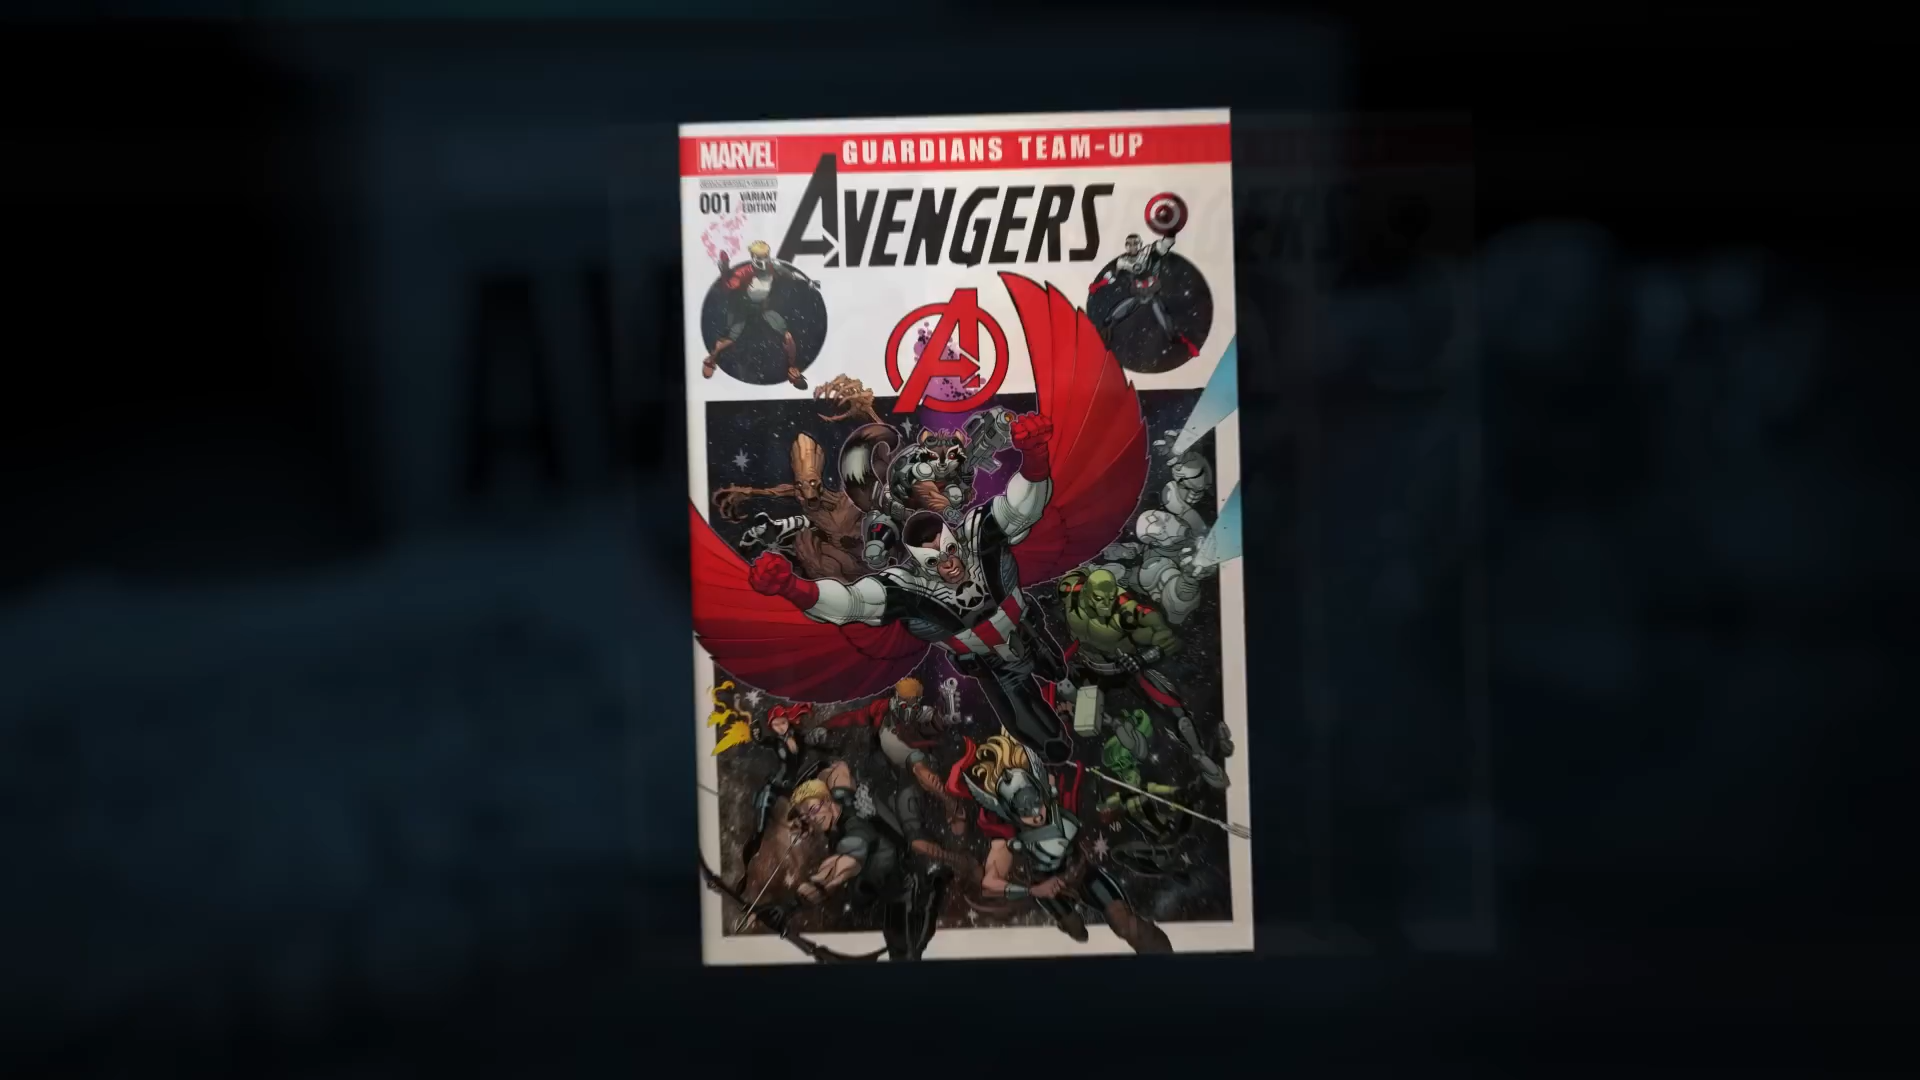 GUARDIANS TEAM-UP
MARVEL
001
VARIANT
EDITION
AVENGERS